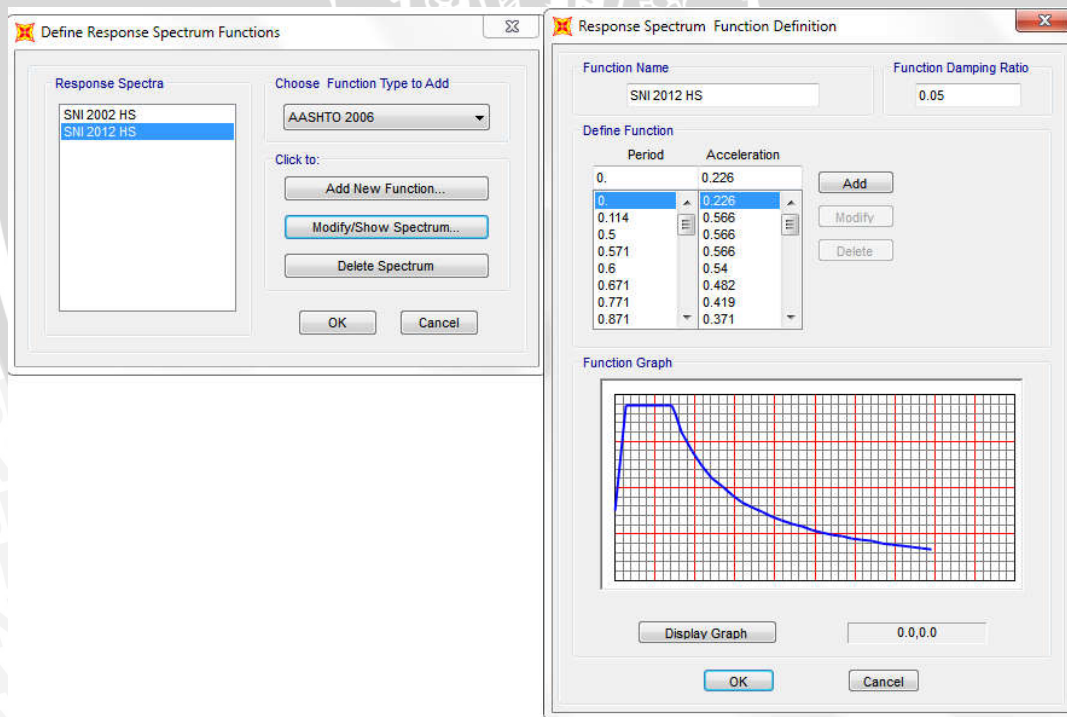 Define Response Spectrum Functions
Response Spectra
SNI 2002 HS
SNI 2012 HS
Choose Function Type to Add
AASHTO 2006
Click to:
Add New Function...
Modify/Show Spectrum...
Delete Spectrum
OK Cancel
Response Spectrum Function Definition
Function Name
SNI 2012 HS
Function Damping Ratio
0.05
Define Function
Period Acceleration
0. 0.226
0. 0.226
0.114 0.566
0.5 0.566
0.571 0.566
0.6 0.54
0.671 0.482
0.771 0.419
0.871 0.371
Add
Modify
Delete
Function Graph
Display Graph 0.0,0.0
OK Cancel